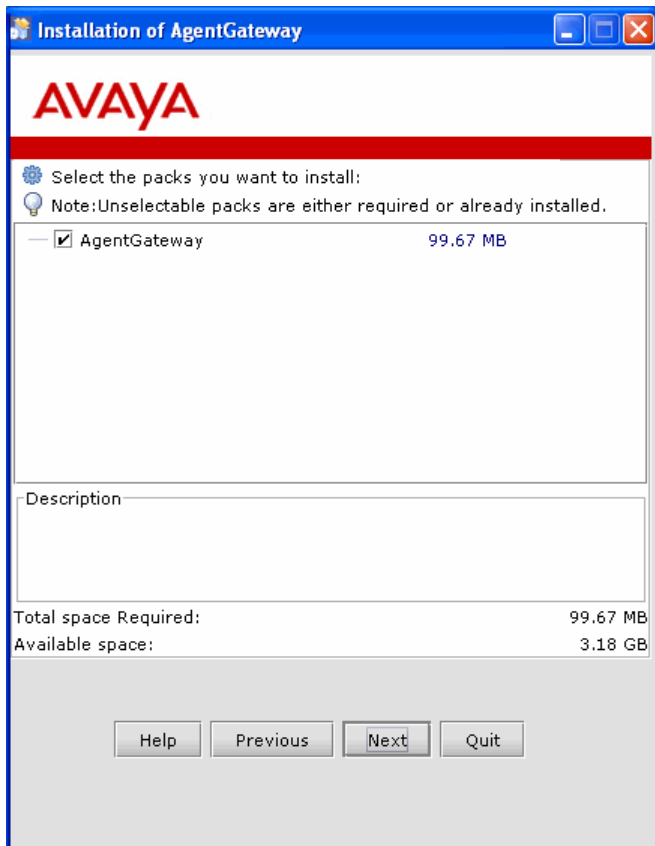 Installation of AgentGateway
AVAYA
Select the packs you want to install:
Note:Unselectable packs are either required or already installed.
AgentGateway 99.67 MB
Description
Total space Required: 99.67 MB
Available space: 3.18 GB
Help Previous Next Quit